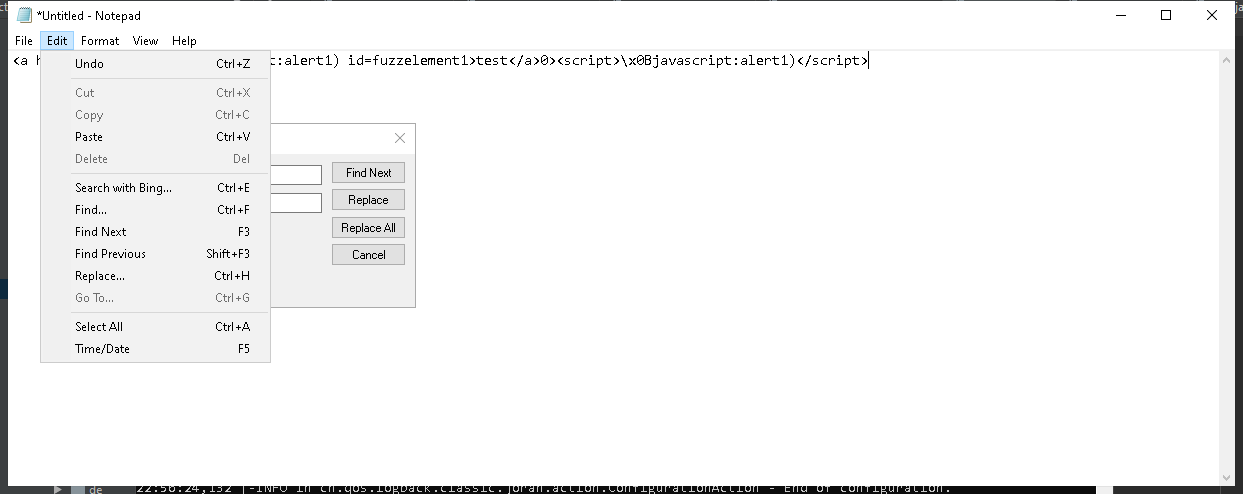 *Untitled - Notepad
File Edit Format View Help
<a h t:alert1) id=fuzzelement1>test</a>0><script>\x0Bjavascript:alert1)</script>
Undo Ctrl+Z
Cut Ctrl+X
Copy Ctrl+C
Paste Ctrl+V
Delete Del
Search with Bing... Ctrl+E
Find... Ctrl+F
Find Next F3
Find Previous Shift+F3
Replace... Ctrl+H
Go To... Ctrl+G
Select All Ctrl+A
Time/Date F5
Find Next
Replace
Replace All
Cancel
de 22:56:24,132 |-INFO in ch.qos.logback.classic.joran.action.ConfigurationAction - End of configuration.